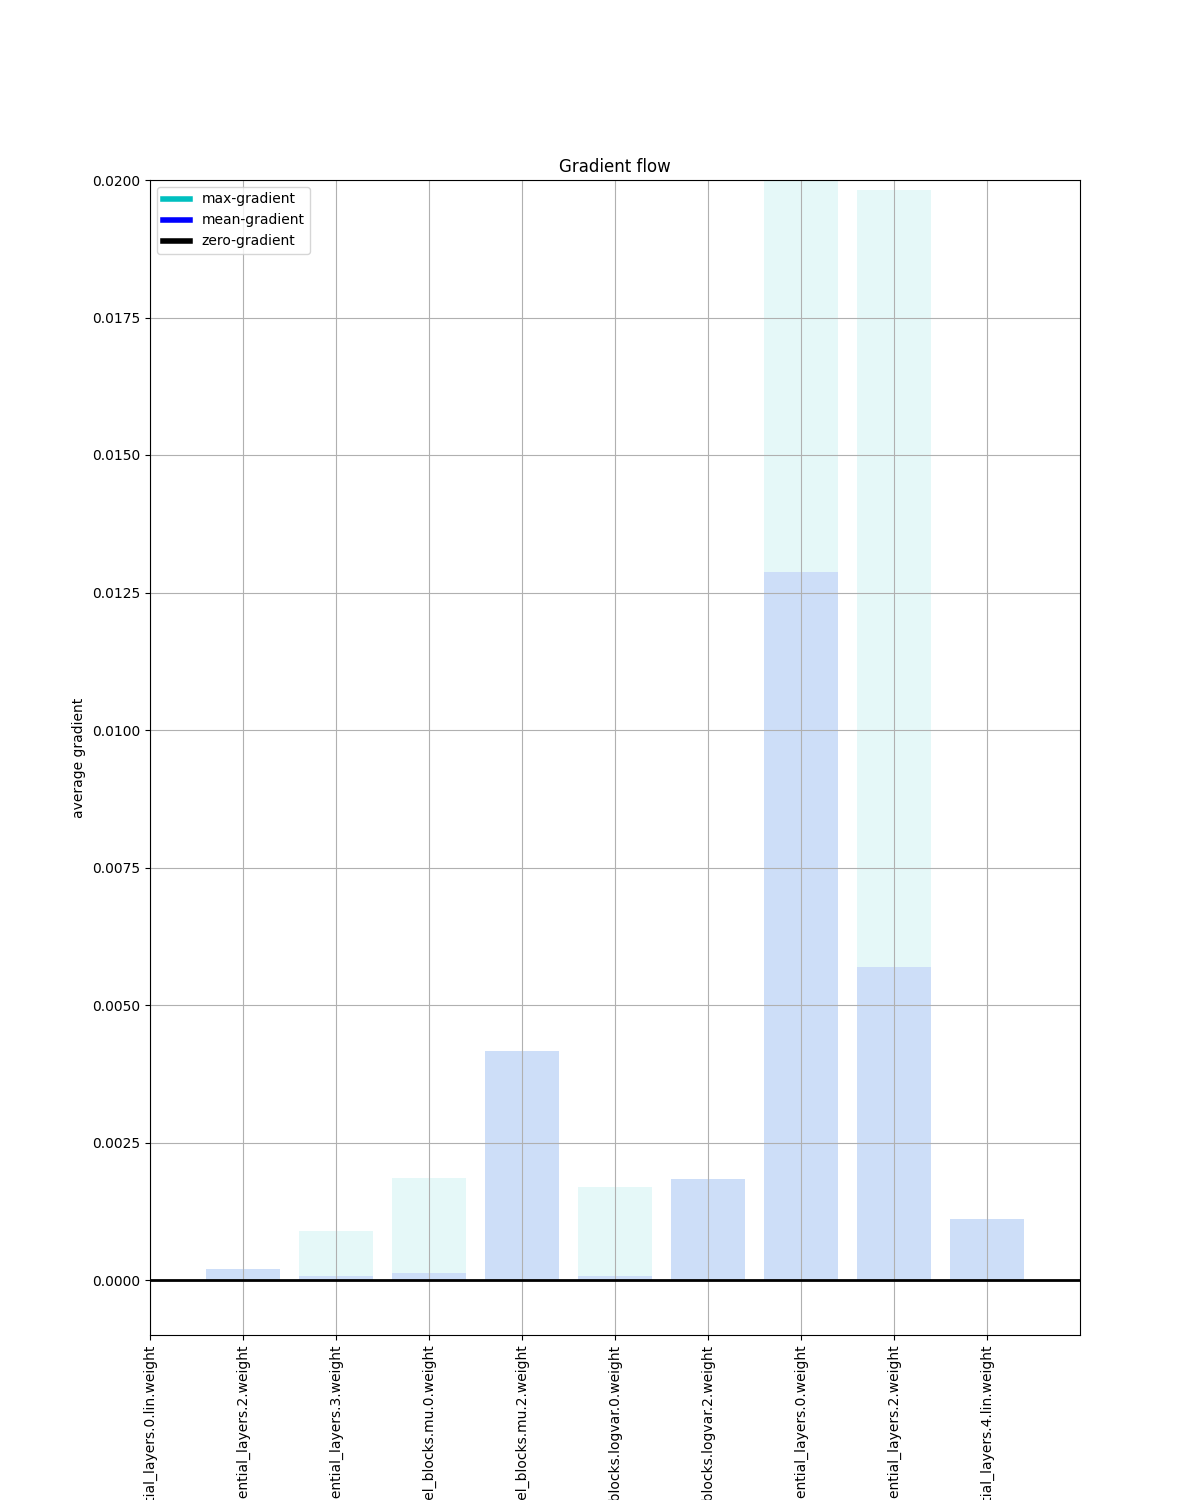 Gradient flow
max-gradient
mean-gradient
zero-gradient
average gradient
0.0200
0.0175
0.0150
0.0125
0.0100
0.0075
0.0050
0.0025
0.0000
tial_layers.0.lin.weight
ential_layers.2.weight
ential_layers.3.weight
el_blocks.mu.0.weight
el_blocks.mu.2.weight
blocks.logvar.0.weight
blocks.logvar.2.weight
ential_layers.0.weight
ential_layers.2.weight
tial_layers.4.lin.weight